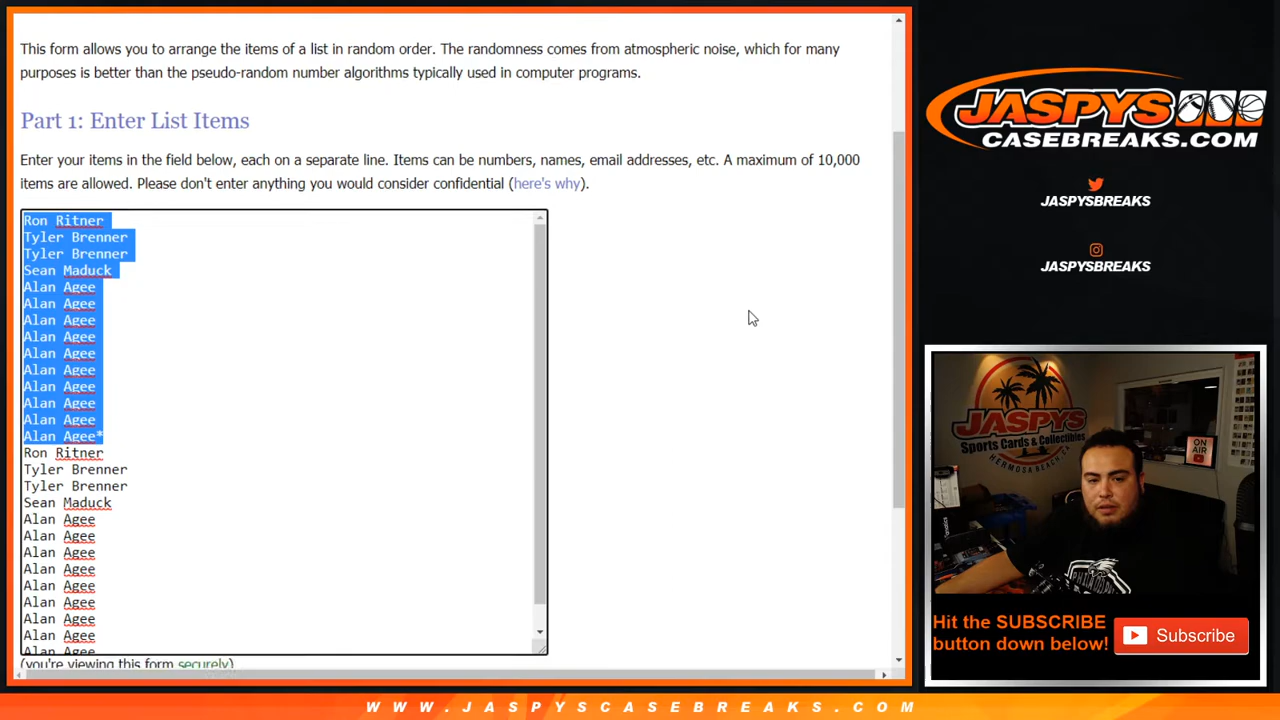 This form allows you to arrange the items of a list in random order. The randomness comes from atmospheric noise, which for many
purposes is better than the pseudo-random number algorithms typically used in computer programs.
Part 1: Enter List Items
Enter your items in the field below, each on a separate line. Items can be numbers, names, email addresses, etc. A maximum of 10,000
items are allowed. Please don't enter anything you would consider confidential (here's why).
Ron Ritner
Tyler Brenner
Tyler Brenner
Sean Maduck
Alan Agee
Alan Agee
Alan Agee
Alan Agee
Alan Agee
Alan Agee
Alan Agee
Alan Agee
Alan Agee
Alan Agee*
Ron Ritner
Tyler Brenner
Tyler Brenner
Sean Maduck
Alan Agee
Alan Agee
Alan Agee
Alan Agee
Alan Agee
Alan Agee
Alan Agee
Alan Agee
Alan Agee
(you're viewing this form securely)
JASPYS
CASEBREAKS.COM
JASPYSBREAKS
JASPYSBREAKS
JASPYS
Sports Cards & Collectibles
HERMOSA BEACH, CA
ON
AIR
Hit the SUBSCRIBE
button down below!
Subscribe
WWW.JASPYSCASEBREAKS.COM